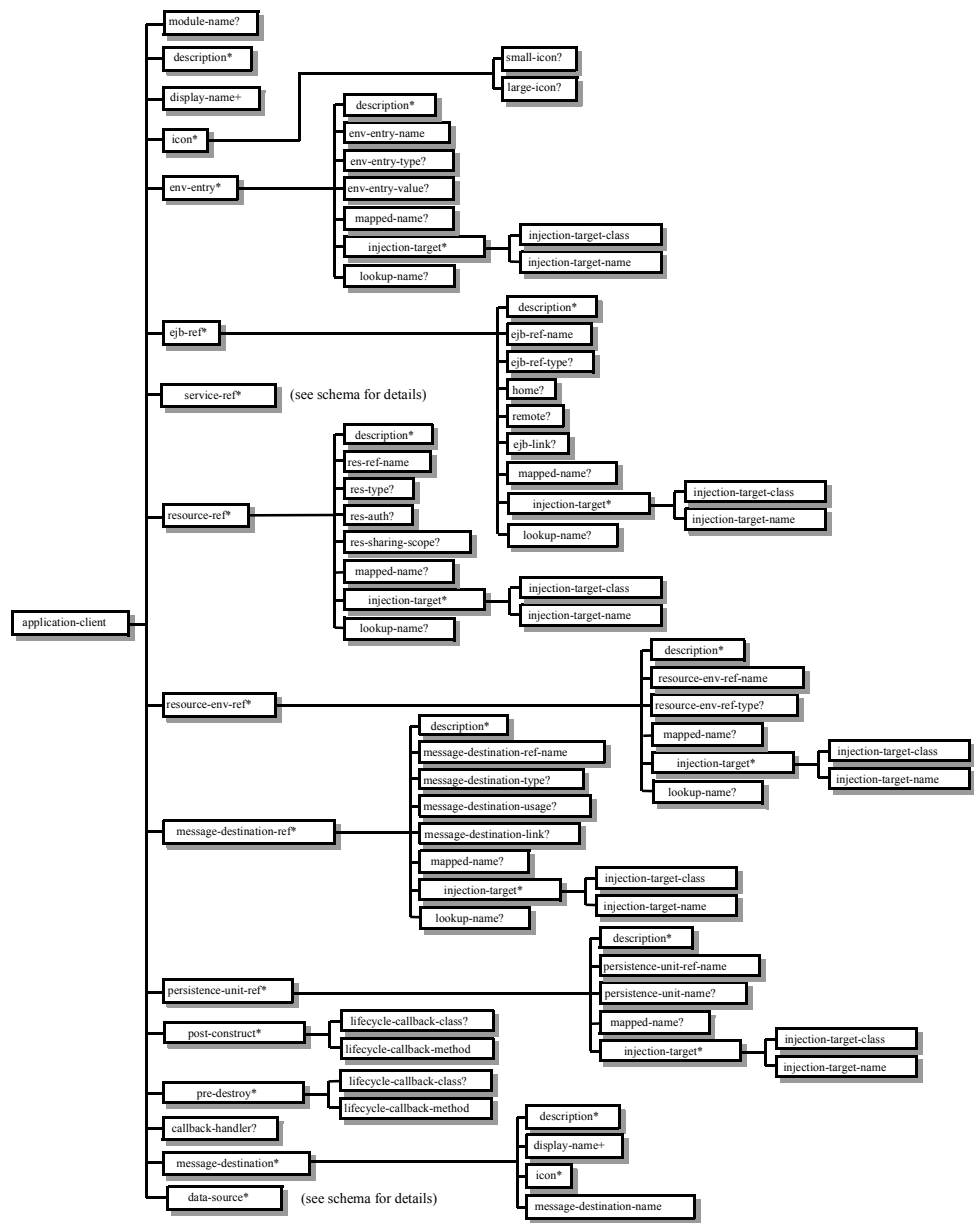 module-name?
description*
display-name+
icon*
small-icon?
large-icon?
env-entry*
description*
env-entry-name
env-entry-type?
env-entry-value?
mapped-name?
injection-target*
injection-target-class
injection-target-name
lookup-name?
ejb-ref*
description*
ejb-ref-name
ejb-ref-type?
home?
remote?
ejb-link?
mapped-name?
injection-target*
injection-target-class
injection-target-name
lookup-name?
service-ref*
(see schema for details)
resource-ref*
description*
res-ref-name
res-type?
res-auth?
res-sharing-scope?
mapped-name?
injection-target*
injection-target-class
injection-target-name
lookup-name?
application-client
resource-env-ref*
description*
resource-env-ref-name
resource-env-ref-type?
mapped-name?
injection-target*
injection-target-class
injection-target-name
lookup-name?
message-destination-ref*
description*
message-destination-ref-name
message-destination-type?
message-destination-usage?
message-destination-link?
mapped-name?
injection-target*
injection-target-class
injection-target-name
lookup-name?
persistence-unit-ref*
description*
persistence-unit-ref-name
persistence-unit-name?
mapped-name?
injection-target*
injection-target-class
injection-target-name
post-construct*
lifecycle-callback-class?
lifecycle-callback-method
pre-destroy*
lifecycle-callback-class?
lifecycle-callback-method
callback-handler?
message-destination*
description*
display-name+
icon*
message-destination-name
data-source*
(see schema for details)